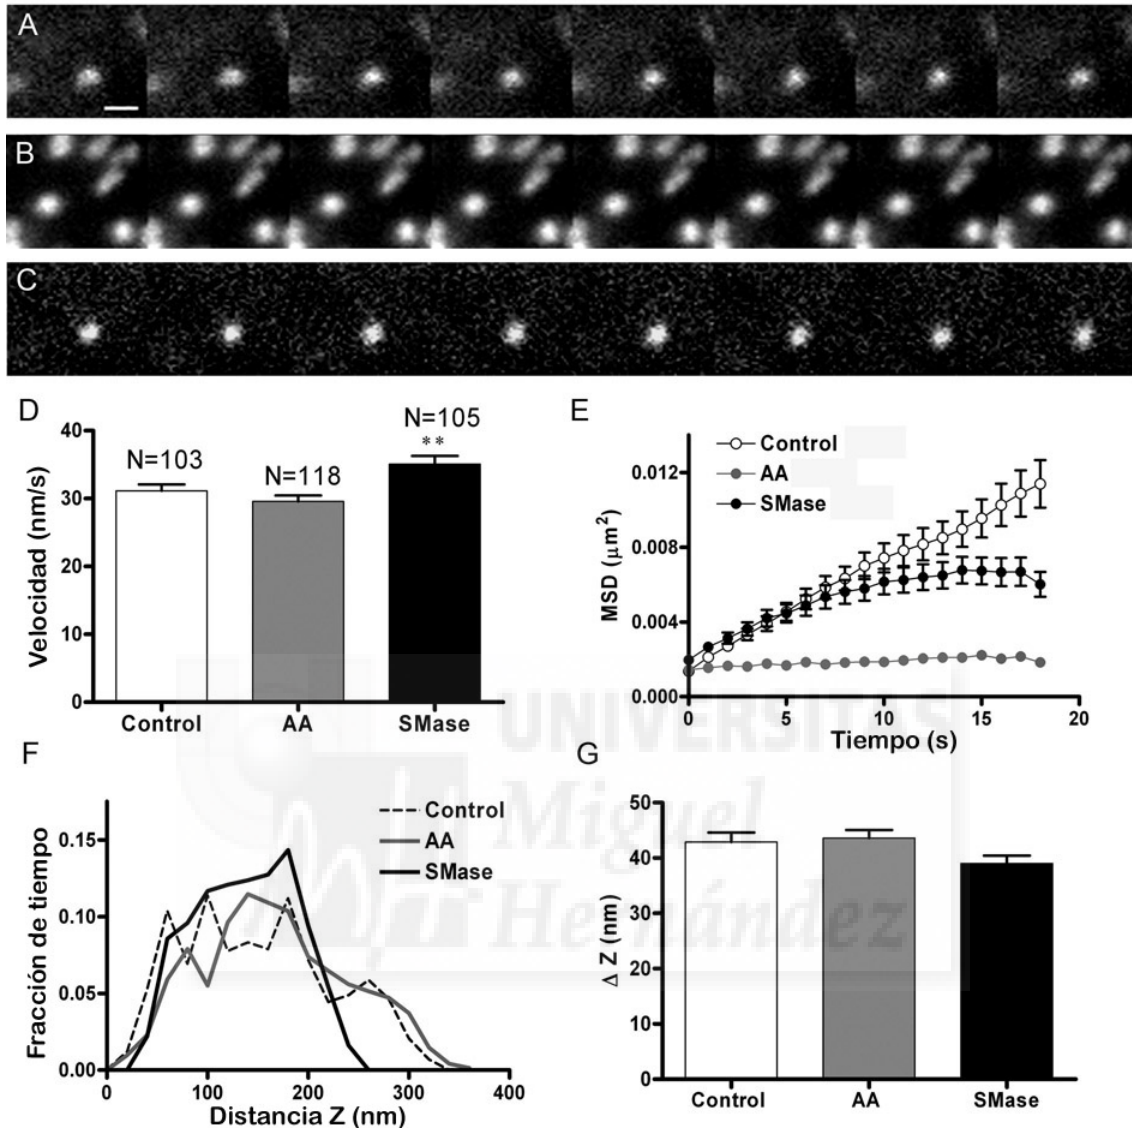 A
B
C
D
Velocidad (nm/s)
40
30
20
10
0
N=103
N=118
N=105
**
Control
AA
SMase
E
MSD (μm²)
0.012
0.008
0.004
0.000
Control
AA
SMase
0
5
10
15
20
Tiempo (s)
F
Fracción de tiempo
0.15
0.10
0.05
0.00
Control
AA
SMase
0
100
200
300
400
Distancia Z (nm)
G
Δ Z (nm)
50
40
30
20
10
0
Control
AA
SMase
UNIVERSITAS
Miguel
Hernández